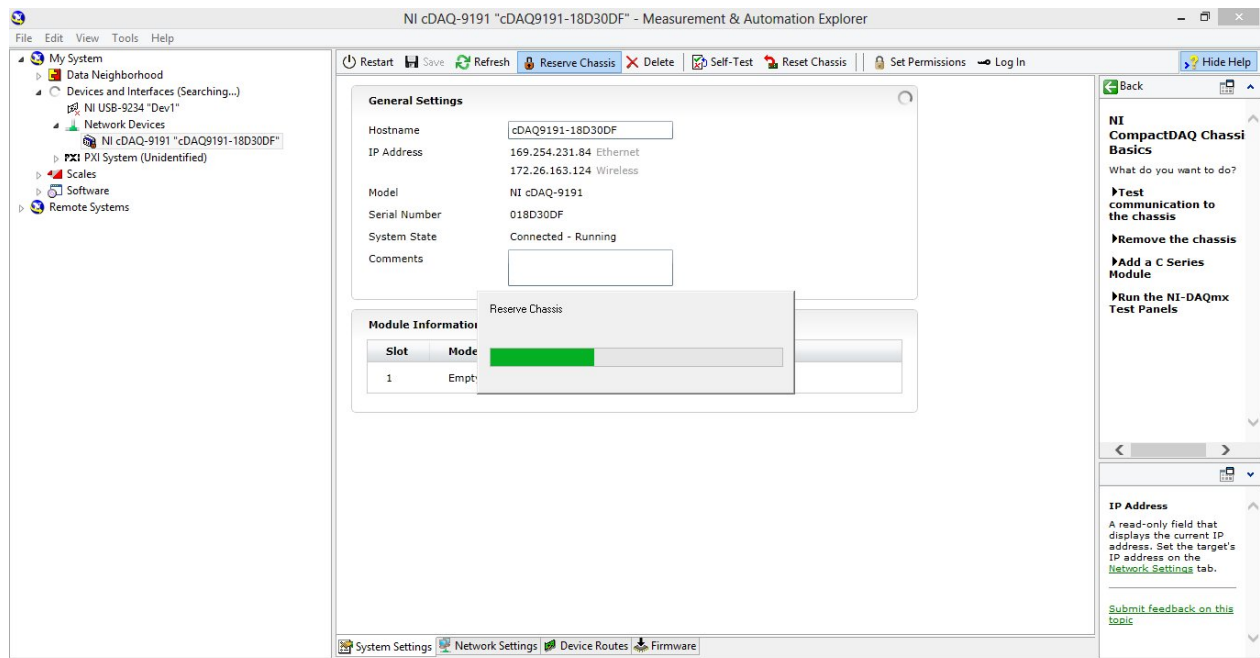 NI cDAQ-9191 "cDAQ9191-18D30DF" - Measurement & Automation Explorer
File Edit View Tools Help
My System
Data Neighborhood
Devices and Interfaces (Searching...)
NI USB-9234 "Dev1"
Network Devices
NI cDAQ-9191 "cDAQ9191-18D30DF"
PXI PXI System (Unidentified)
Scales
Software
Remote Systems
Restart Save Refresh Reserve Chassis Delete Self-Test Reset Chassis Set Permissions Log In Hide Help
General Settings
Hostname cDAQ9191-18D30DF
IP Address 169.254.231.84 Ethernet
172.26.163.124 Wireless
Model NI cDAQ-9191
Serial Number 018D30DF
System State Connected - Running
Comments
Reserve Chassis
Module Information
Slot Mode
1 Empt
System Settings Network Settings Device Routes Firmware
Back
NI
CompactDAQ Chassi
Basics
What do you want to do?
Test
communication to
the chassis
Remove the chassis
Add a C Series
Module
Run the NI-DAQmx
Test Panels
IP Address
A read-only field that
displays the current IP
address. Set the target's
IP address on the
Network Settings tab.
Submit feedback on this
topic